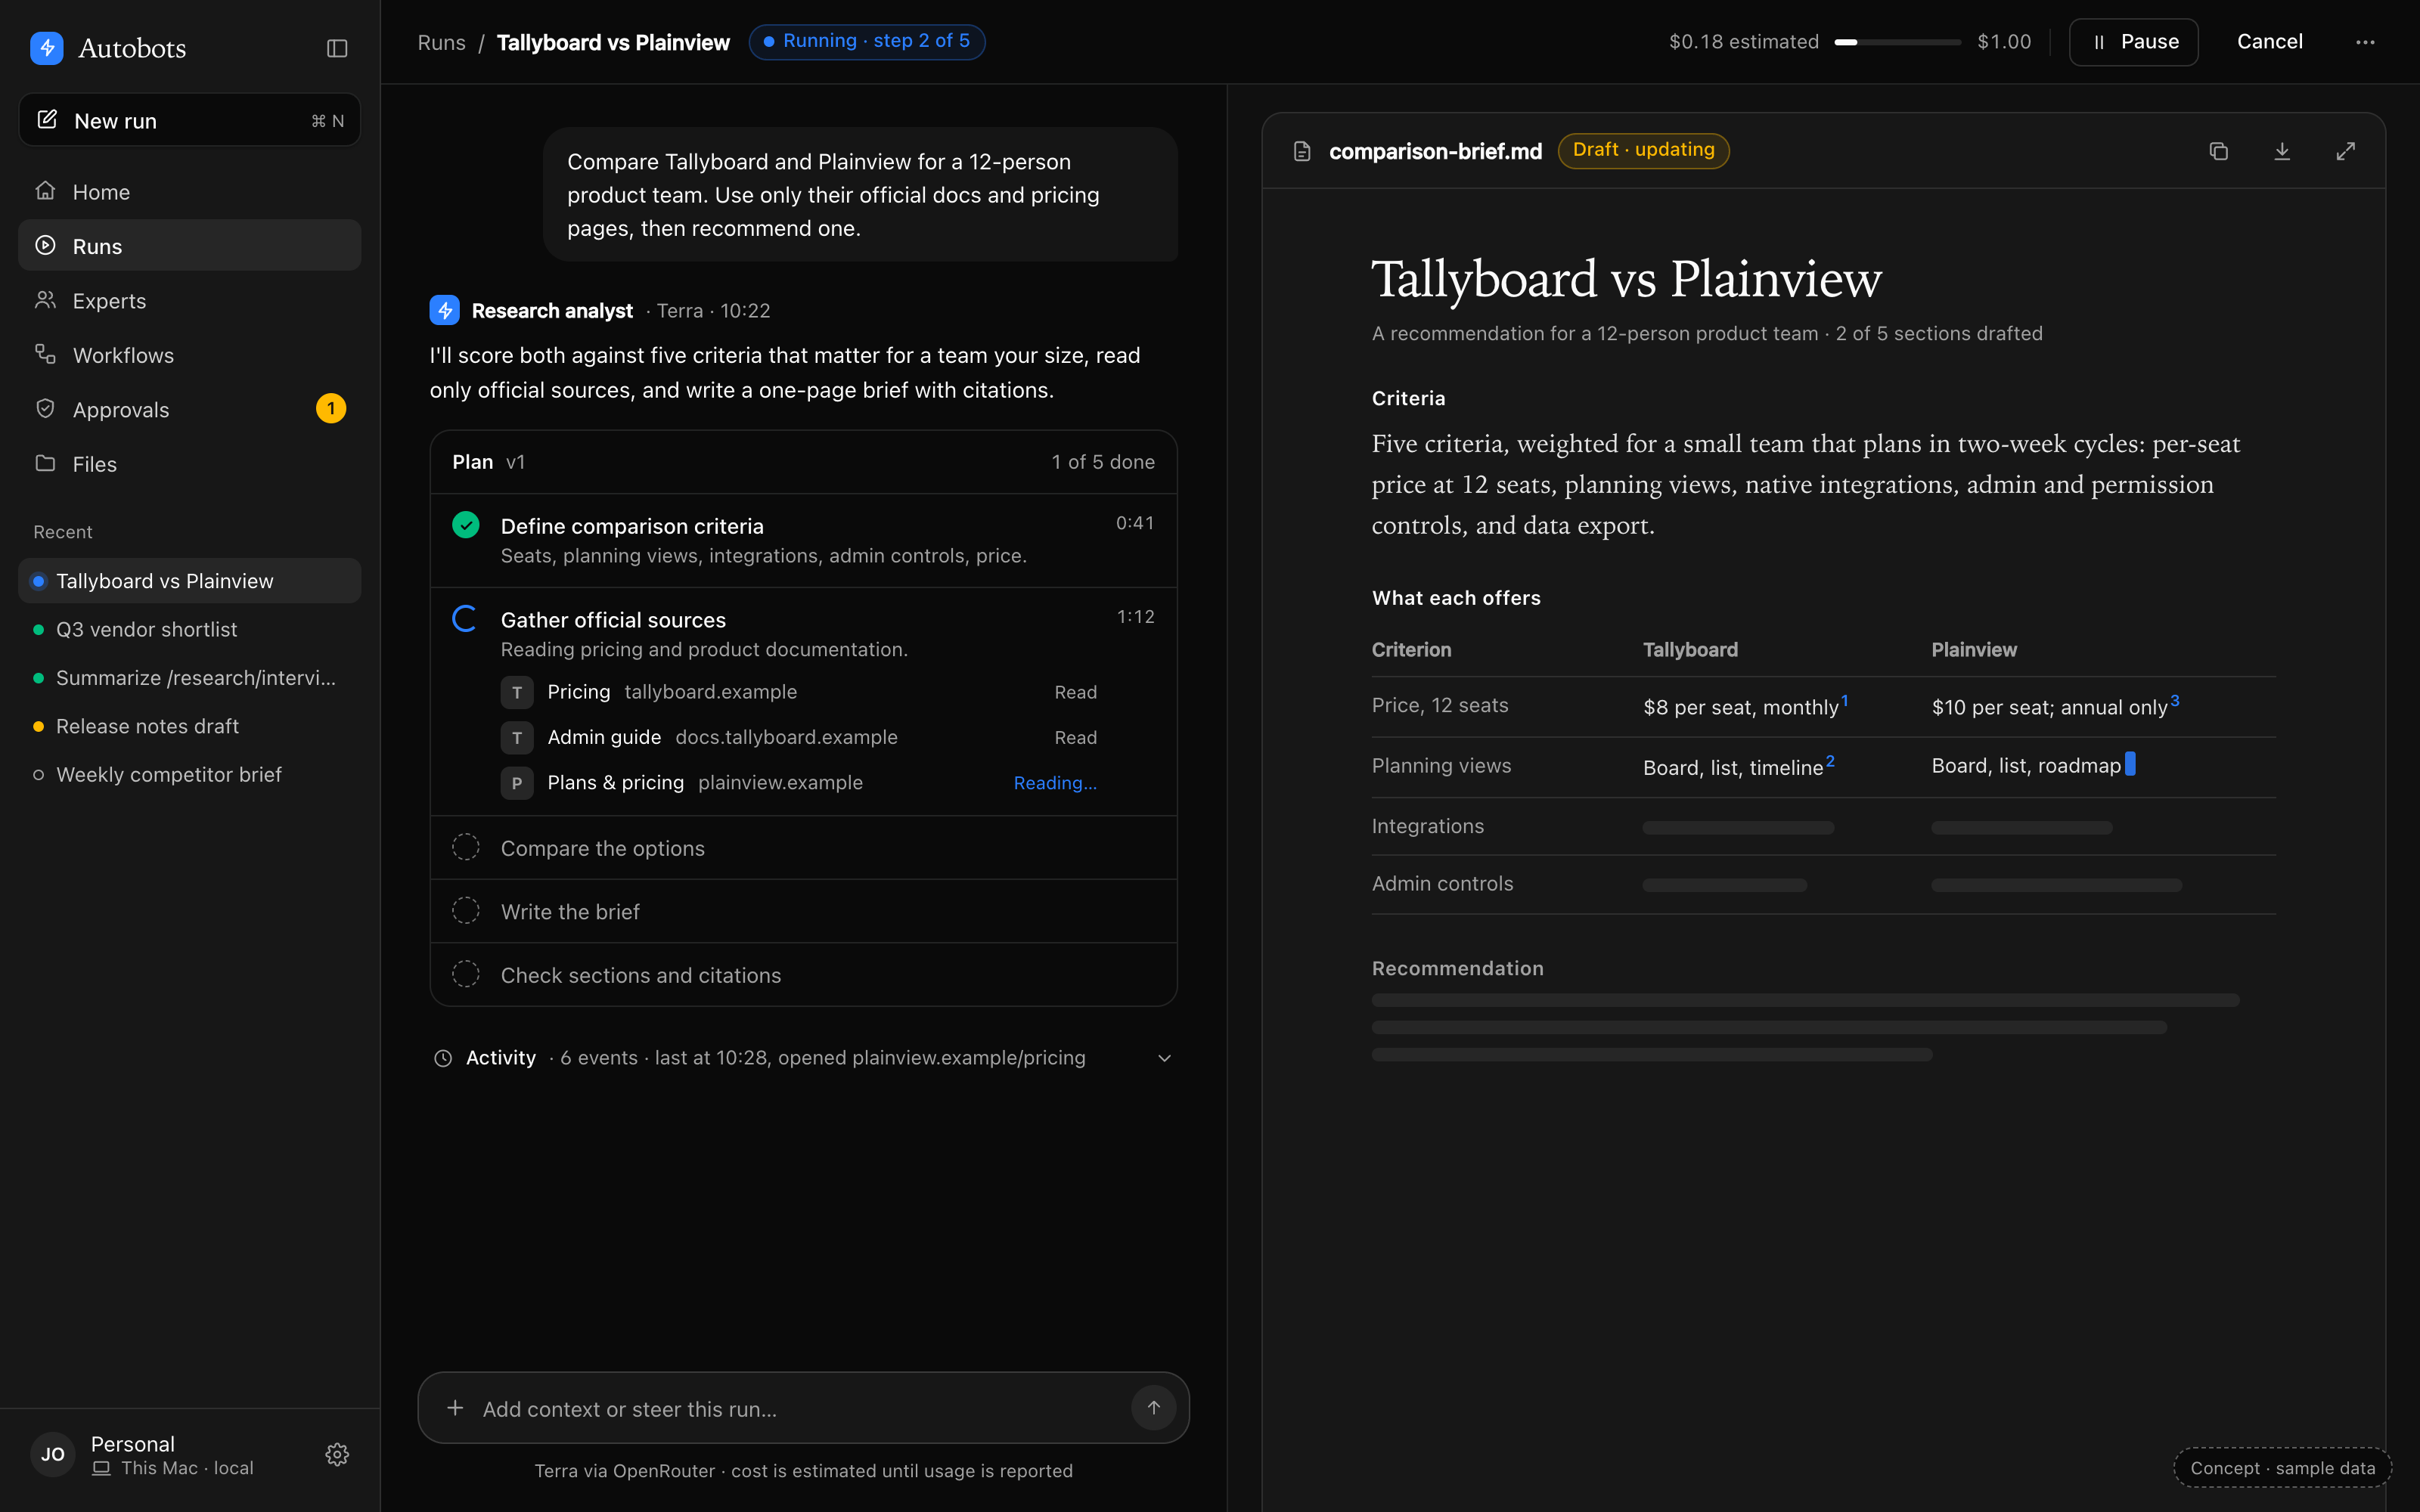 Autobots
New run ⌘ N
Home
Runs
Experts
Workflows
Approvals 1
Files
Recent
Tallyboard vs Plainview
Q3 vendor shortlist
Summarize /research/intervi...
Release notes draft
Weekly competitor brief
JO
Personal
This Mac · local
Runs / Tallyboard vs Plainview Running · step 2 of 5
$0.18 estimated $1.00 Pause Cancel
Compare Tallyboard and Plainview for a 12-person
product team. Use only their official docs and pricing
pages, then recommend one.
Research analyst · Terra · 10:22
I'll score both against five criteria that matter for a team your size, read
only official sources, and write a one-page brief with citations.
Plan v1 1 of 5 done
Define comparison criteria 0:41
Seats, planning views, integrations, admin controls, price.
Gather official sources 1:12
Reading pricing and product documentation.
T Pricing tallyboard.example Read
T Admin guide docs.tallyboard.example Read
P Plans & pricing plainview.example Reading...
Compare the options
Write the brief
Check sections and citations
Activity · 6 events · last at 10:28, opened plainview.example/pricing
Add context or steer this run...
Terra via OpenRouter · cost is estimated until usage is reported
comparison-brief.md Draft · updating
Tallyboard vs Plainview
A recommendation for a 12-person product team · 2 of 5 sections drafted
Criteria
Five criteria, weighted for a small team that plans in two-week cycles: per-seat
price at 12 seats, planning views, native integrations, admin and permission
controls, and data export.
What each offers
Criterion Tallyboard Plainview
Price, 12 seats $8 per seat, monthly1 $10 per seat; annual only3
Planning views Board, list, timeline2 Board, list, roadmap
Integrations
Admin controls
Recommendation
Concept · sample data